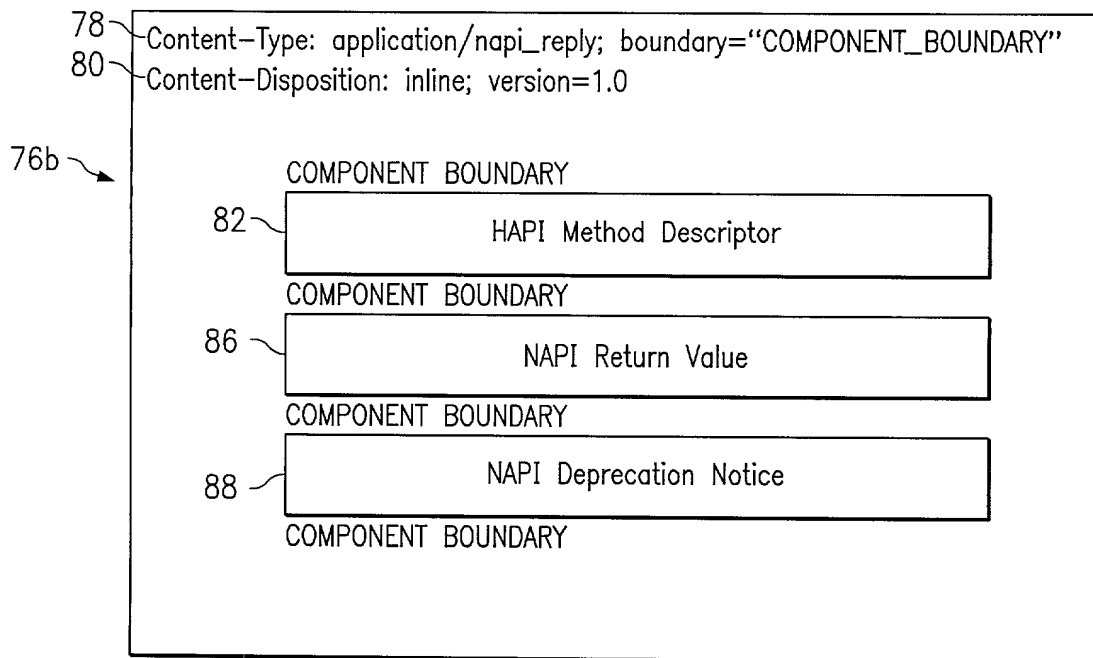 78 Content-Type: application/napi_reply; boundary="COMPONENT_BOUNDARY"
80 Content-Disposition: inline; version=1.0
76b
COMPONENT BOUNDARY
82 HAPI Method Descriptor
COMPONENT BOUNDARY
86 NAPI Return Value
COMPONENT BOUNDARY
88 NAPI Deprecation Notice
COMPONENT BOUNDARY